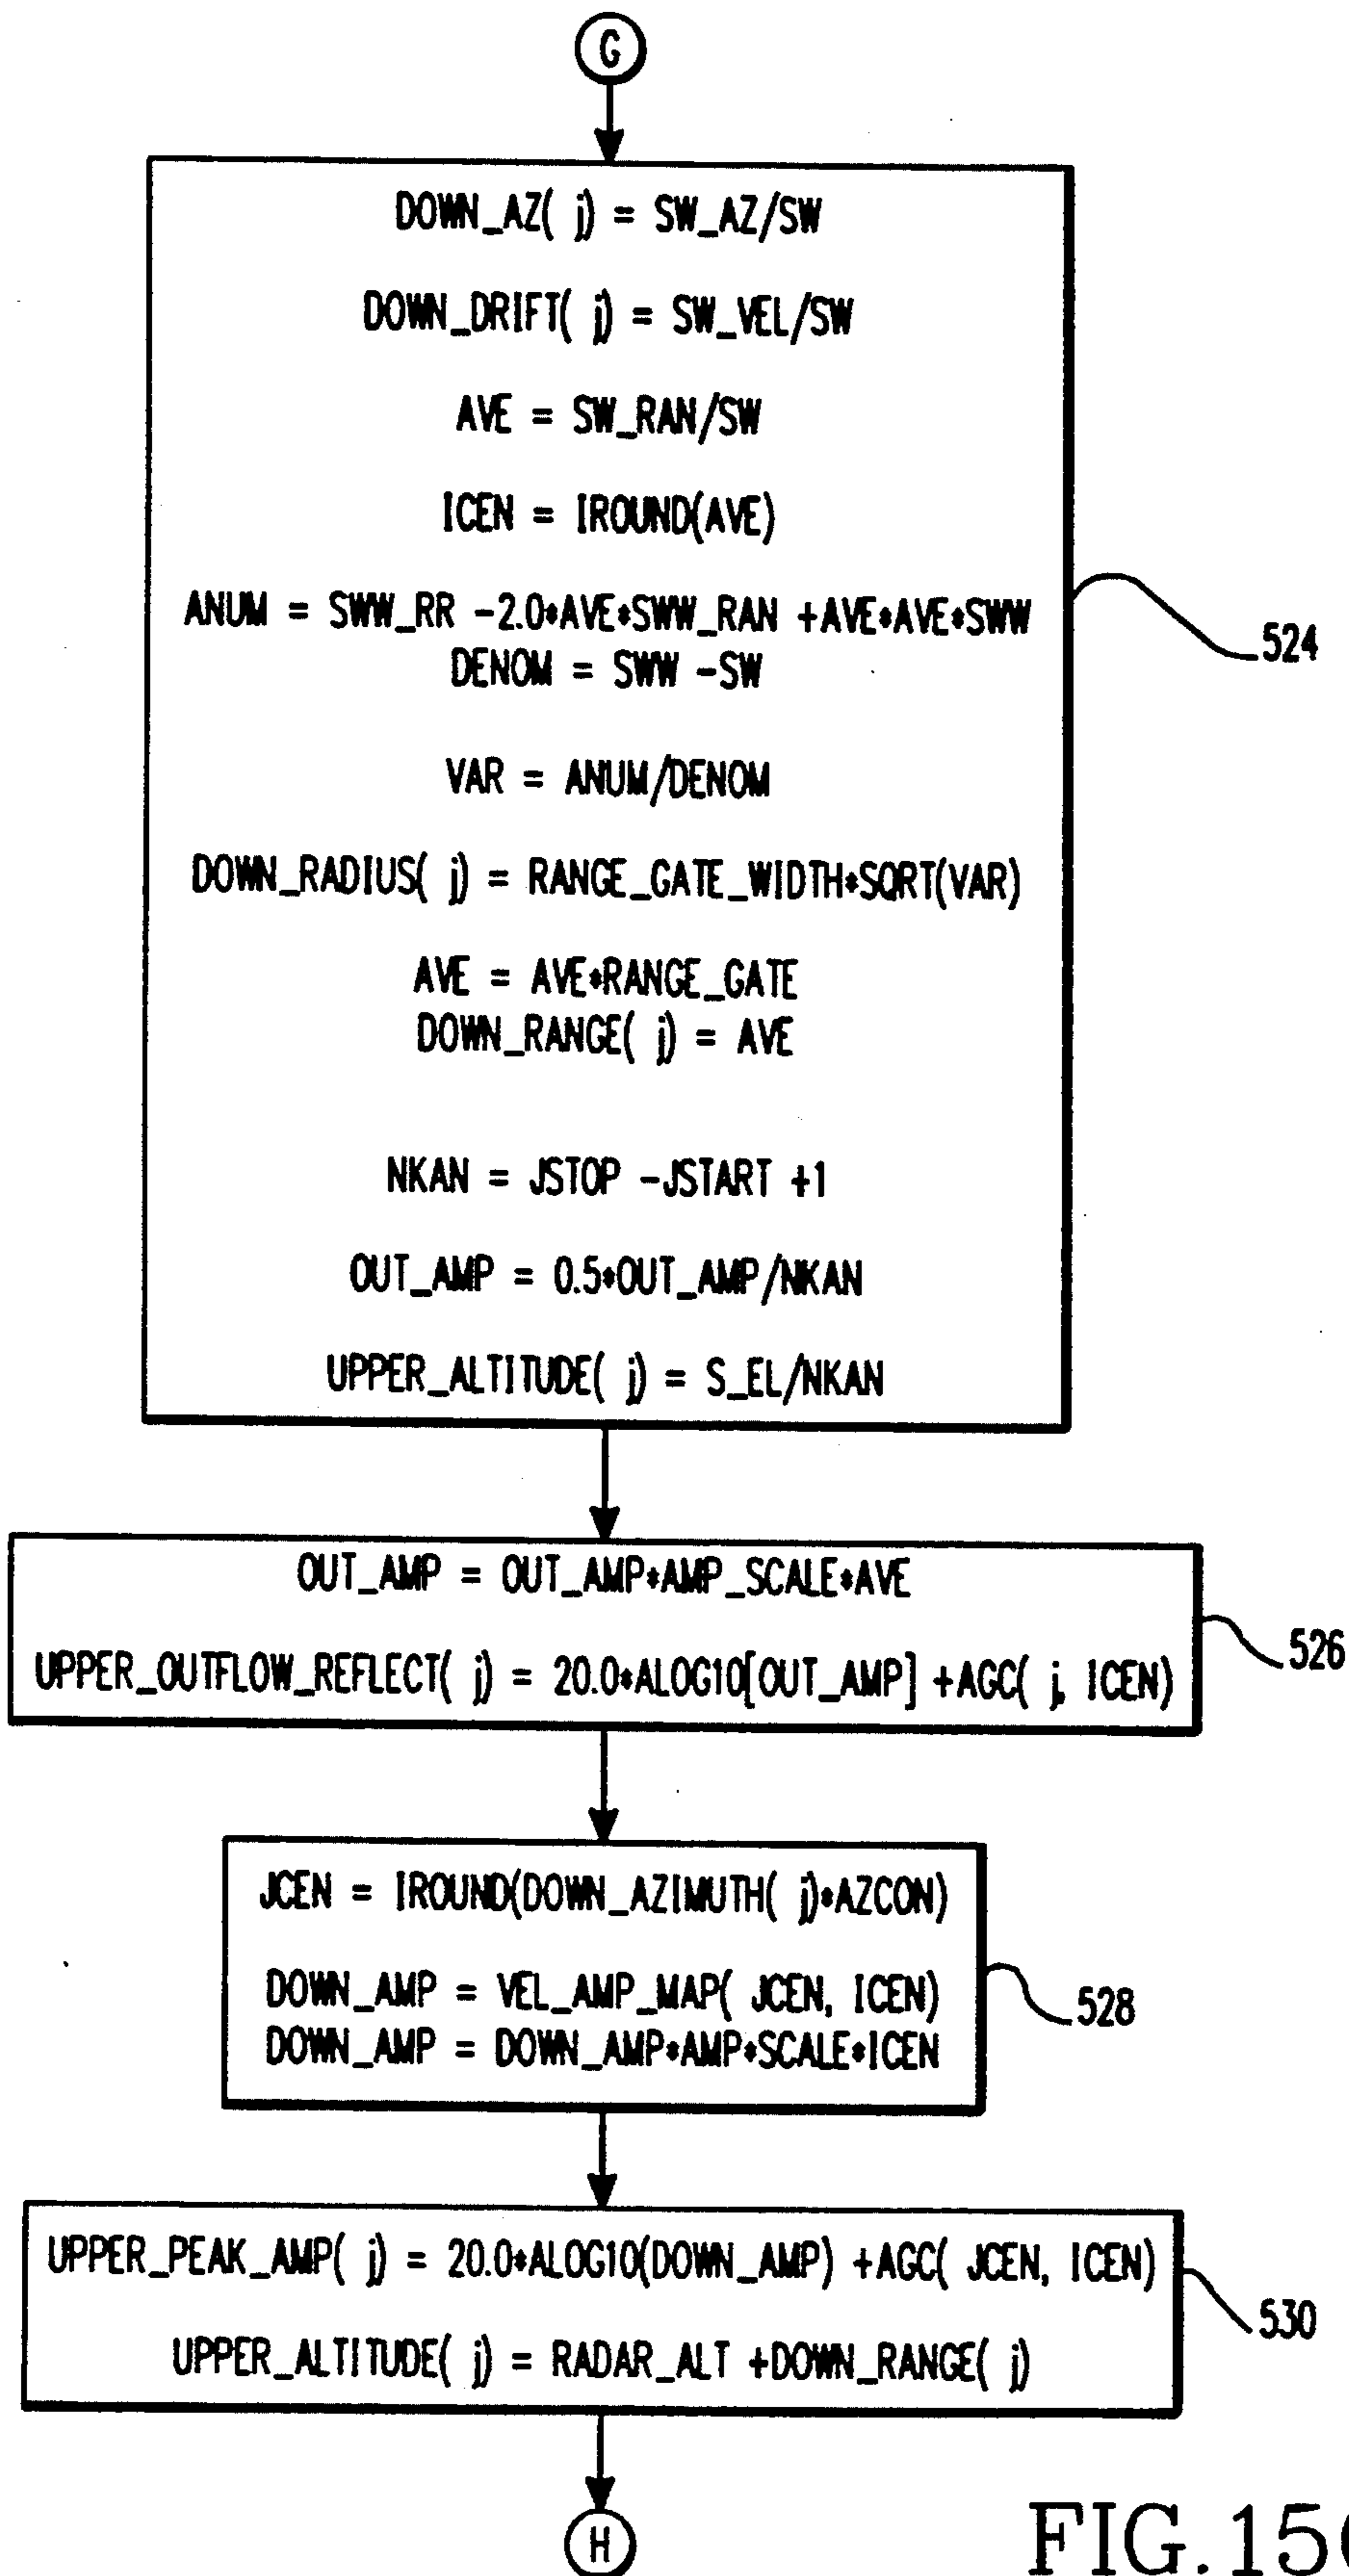 G
DOWN_AZ( j) = SW_AZ/SW
DOWN_DRIFT( j) = SW_VEL/SW
AVE = SW_RAN/SW
ICEN = IROUND(AVE)
ANUM = SWW_RR -2.0*AVE*SWW_RAN +AVE*AVE*SWW
DENOM = SWW -SW
524
VAR = ANUM/DENOM
DOWN_RADIUS( j) = RANGE_GATE_WIDTH*SQRT(VAR)
AVE = AVE*RANGE_GATE
DOWN_RANGE( j) = AVE
NKAN = JSTOP -JSTART +1
OUT_AMP = 0.5*OUT_AMP/NKAN
UPPER_ALTITUDE( j) = S_EL/NKAN
OUT_AMP = OUT_AMP*AMP_SCALE*AVE
UPPER_OUTFLOW_REFLECT( j) = 20.0*ALOG10[OUT_AMP] +AGC( j, ICEN)
526
JCEN = IROUND(DOWN_AZIMUTH( j)*AZCON)
DOWN_AMP = VEL_AMP_MAP( JCEN, ICEN)
DOWN_AMP = DOWN_AMP*AMP*SCALE*ICEN
528
UPPER_PEAK_AMP( j) = 20.0*ALOG10(DOWN_AMP) +AGC( JCEN, ICEN)
UPPER_ALTITUDE( j) = RADAR_ALT +DOWN_RANGE( j)
530
H
FIG.15